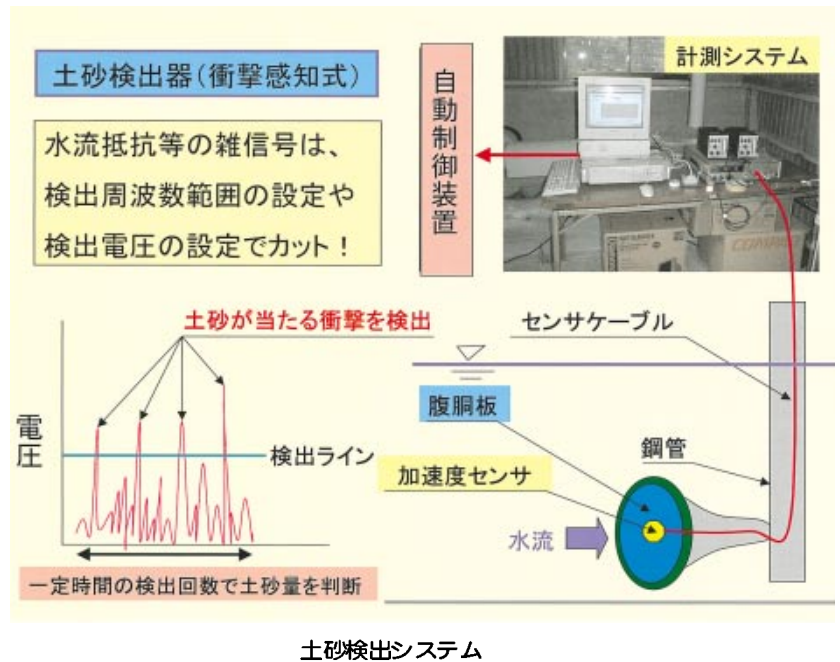 土砂検出器(衝撃感知式)
水流抵抗等の雑信号は、
検出周波数範囲の設定や
検出電圧の設定でカット！
自動制御装置
計測システム
土砂が当たる衝撃を検出
電圧
検出ライン
一定時間の検出回数で土砂量を判断
センサケーブル
腹胴板
鋼管
加速度センサ
水流
土砂検出システム